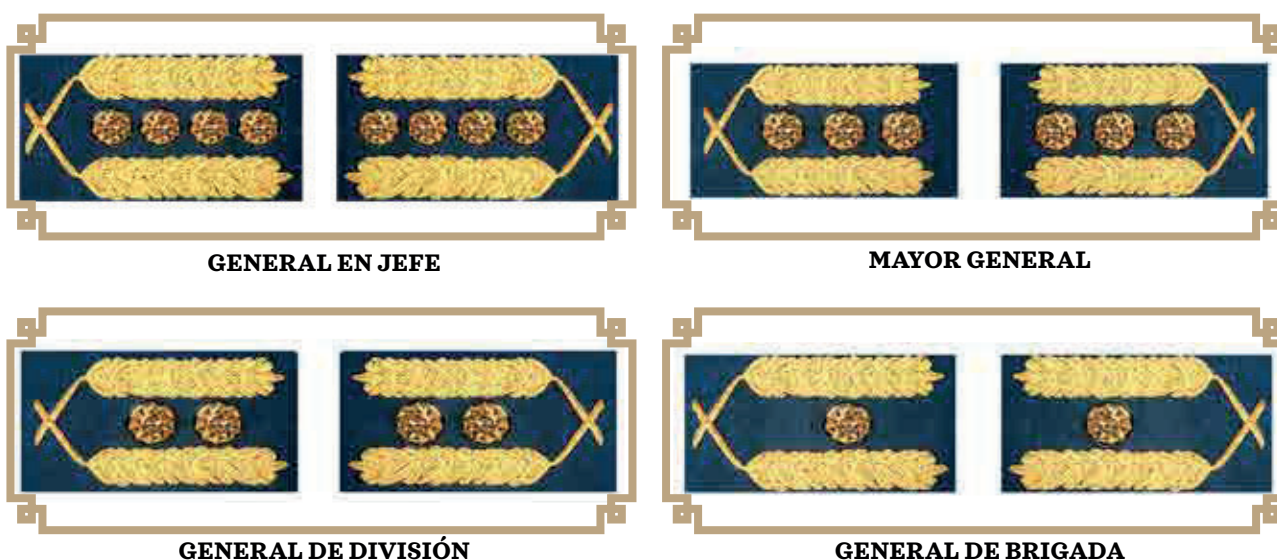 GENERAL EN JEFE
MAYOR GENERAL
GENERAL DE DIVISIÓN
GENERAL DE BRIGADA